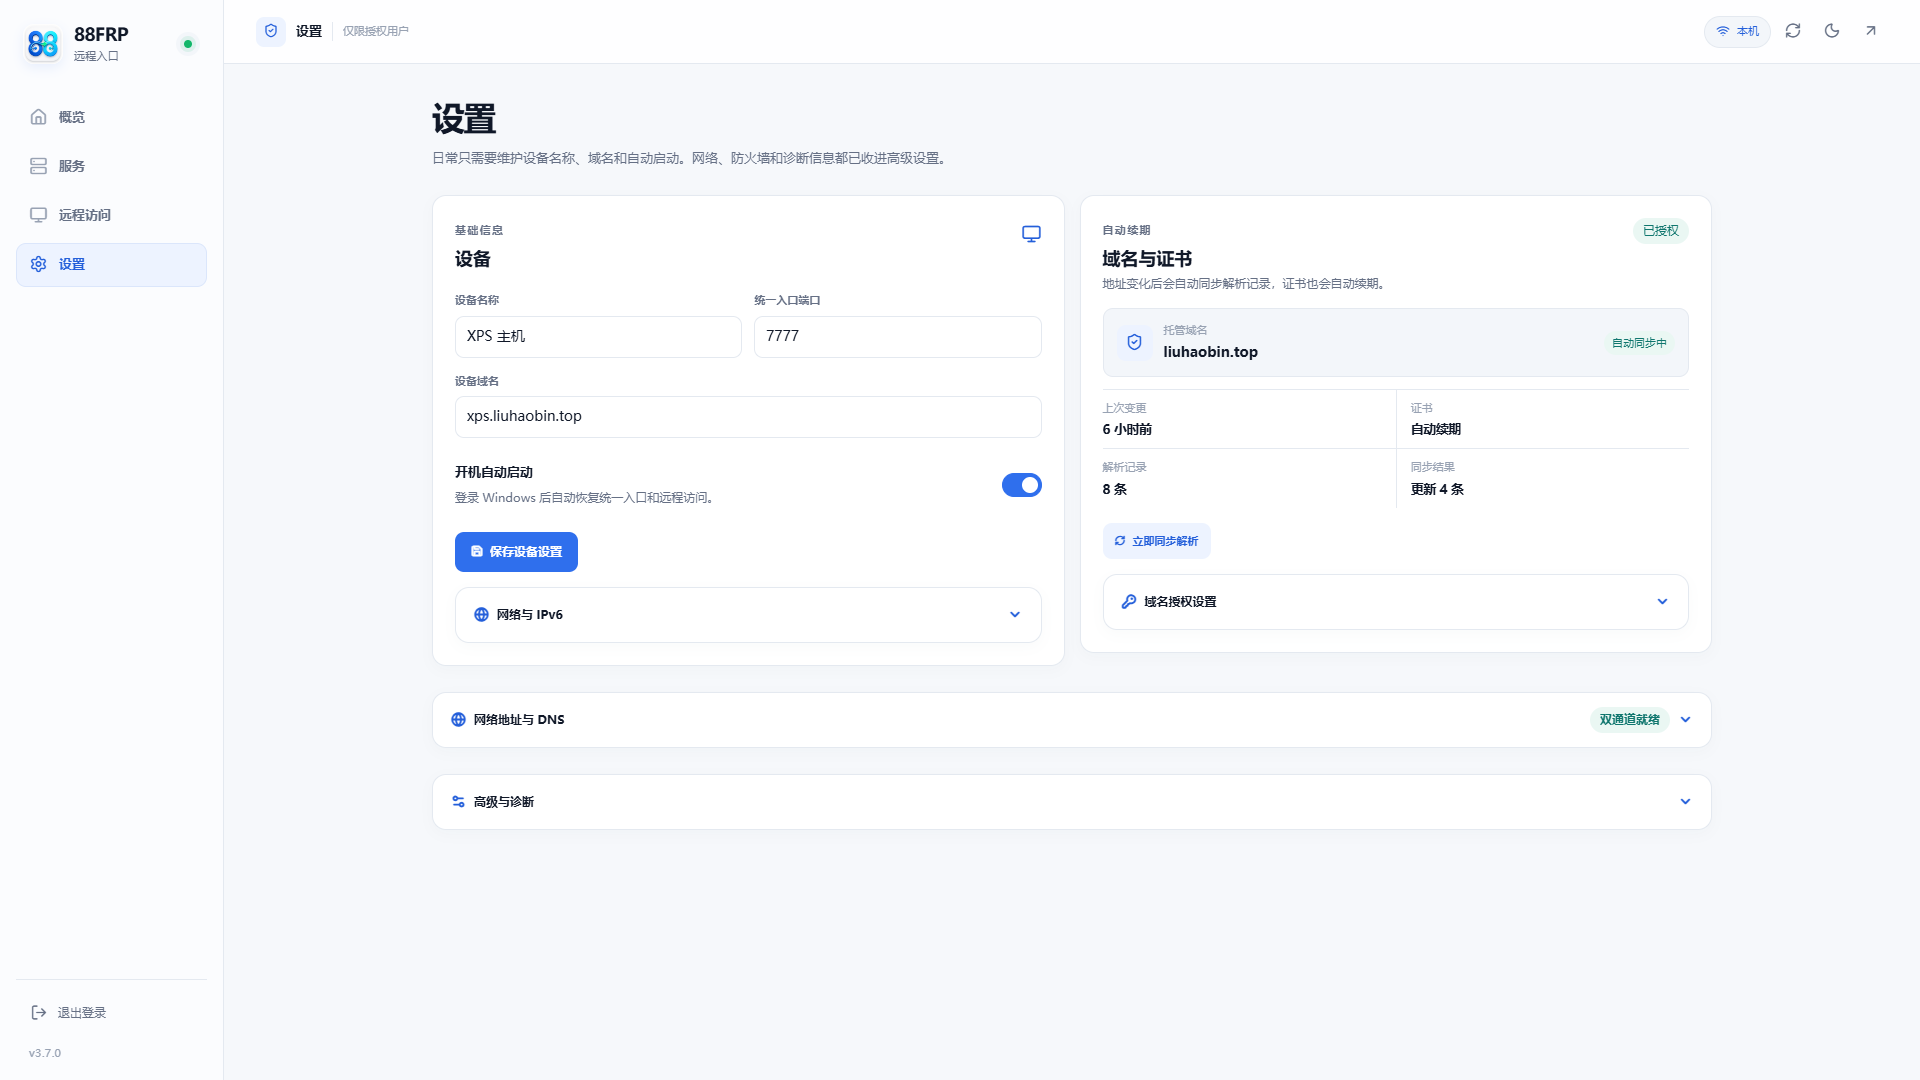 88FRP
远程入口
概览
服务
远程访问
设置
退出登录
v3.7.0
设置
仅限授权用户
本机
设置
日常只需要维护设备名称、域名和自动启动。网络、防火墙和诊断信息都已收进高级设置。
基础信息
设备
设备名称
统一入口端口
XPS 主机
7777
设备域名
xps.liuhaobin.top
开机自动启动
登录 Windows 后自动恢复统一入口和远程访问。
保存设备设置
网络与 IPv6
自动续期
已授权
域名与证书
地址变化后会自动同步解析记录，证书也会自动续期。
托管域名
liuhaobin.top
自动同步中
上次变更
6 小时前
证书
自动续期
解析记录
8 条
同步结果
更新 4 条
立即同步解析
域名授权设置
网络地址与 DNS
双通道就绪
高级与诊断